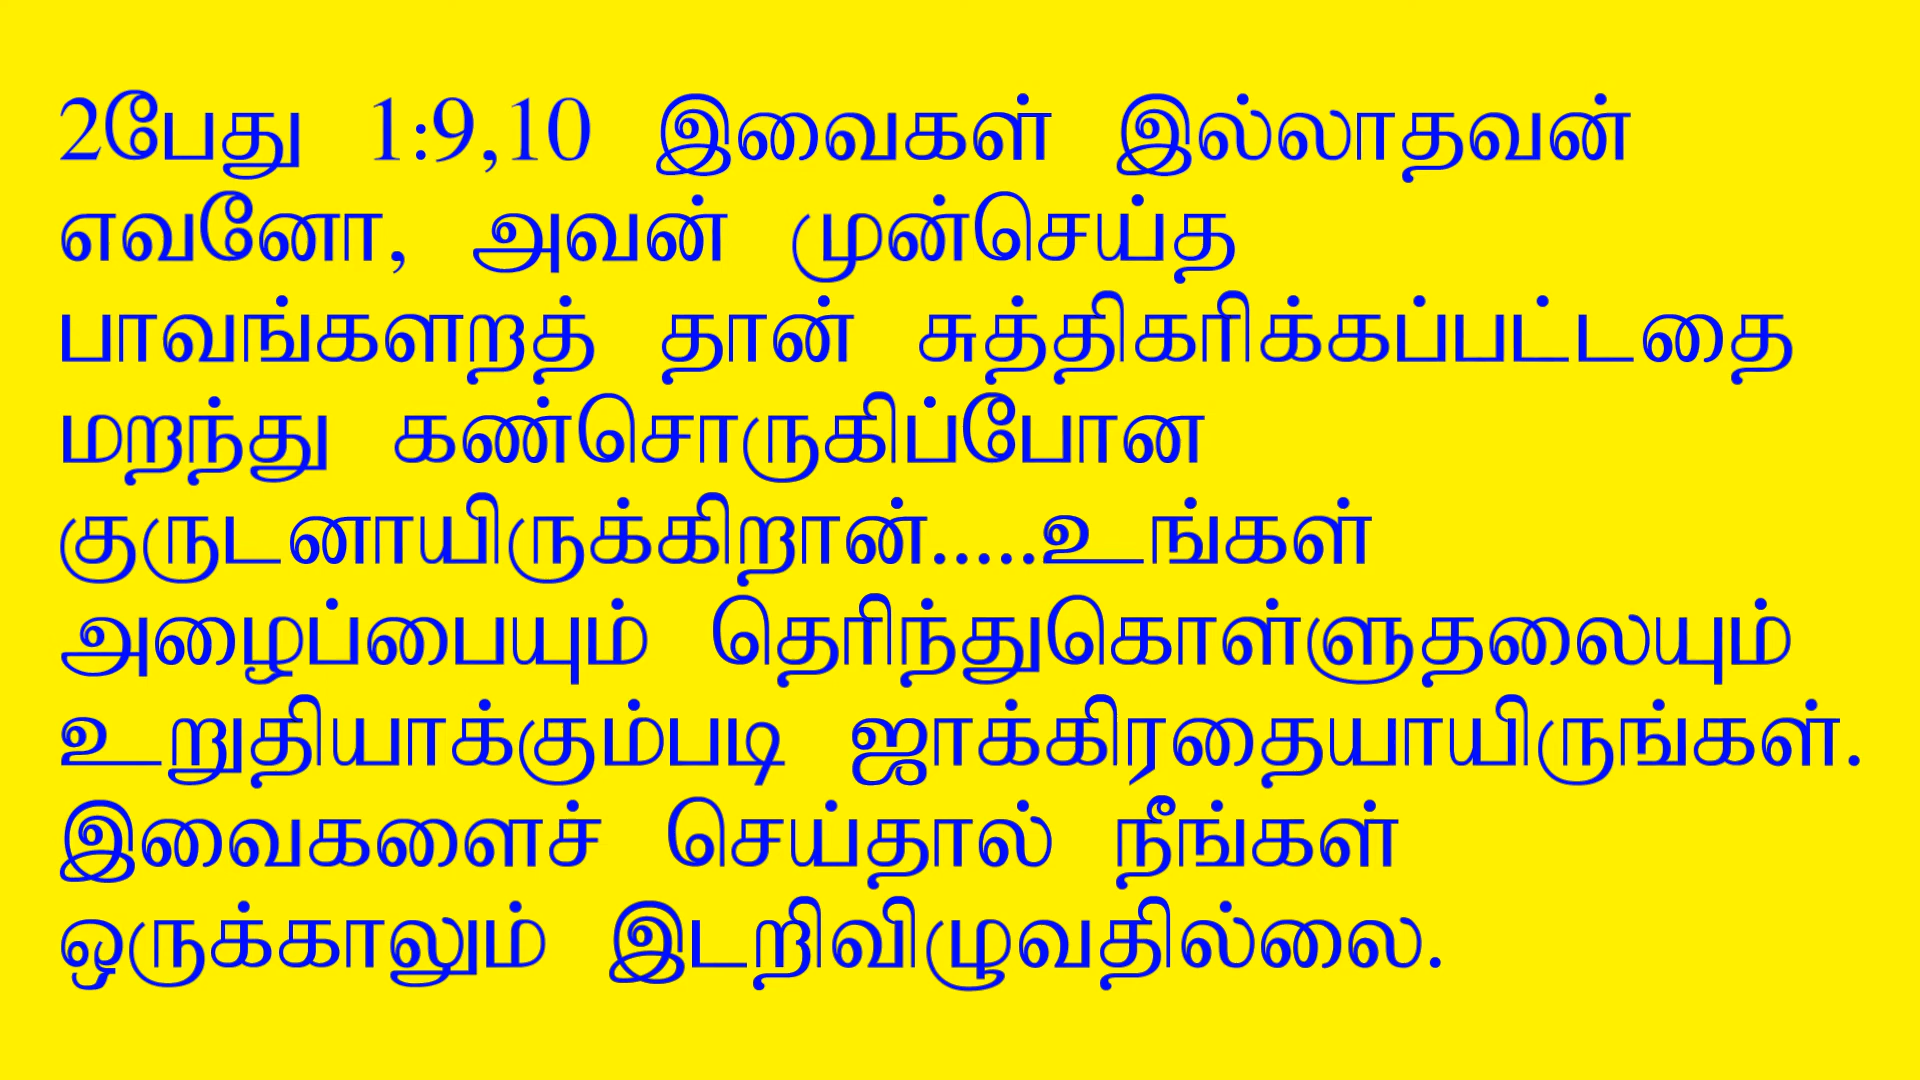 2பேது 1:9,10 இவைகள் இல்லாதவன்
எவனோ, அவன் முன்செய்த
பாவங்களறத் தான் சுத்திகரிக்கப்பட்டதை
மறந்து கண்சொருகிப்போன
குருடனாயிருக்கிறான்.....உங்கள்
அழைப்பையும் தெரிந்துகொள்ளுதலையும்
உறுதியாக்கும்படி ஜாக்கிரதையாயிருங்கள்.
இவைகளைச் செய்தால் நீங்கள்
ஒருக்காலும் இடறிவிழுவதில்லை.